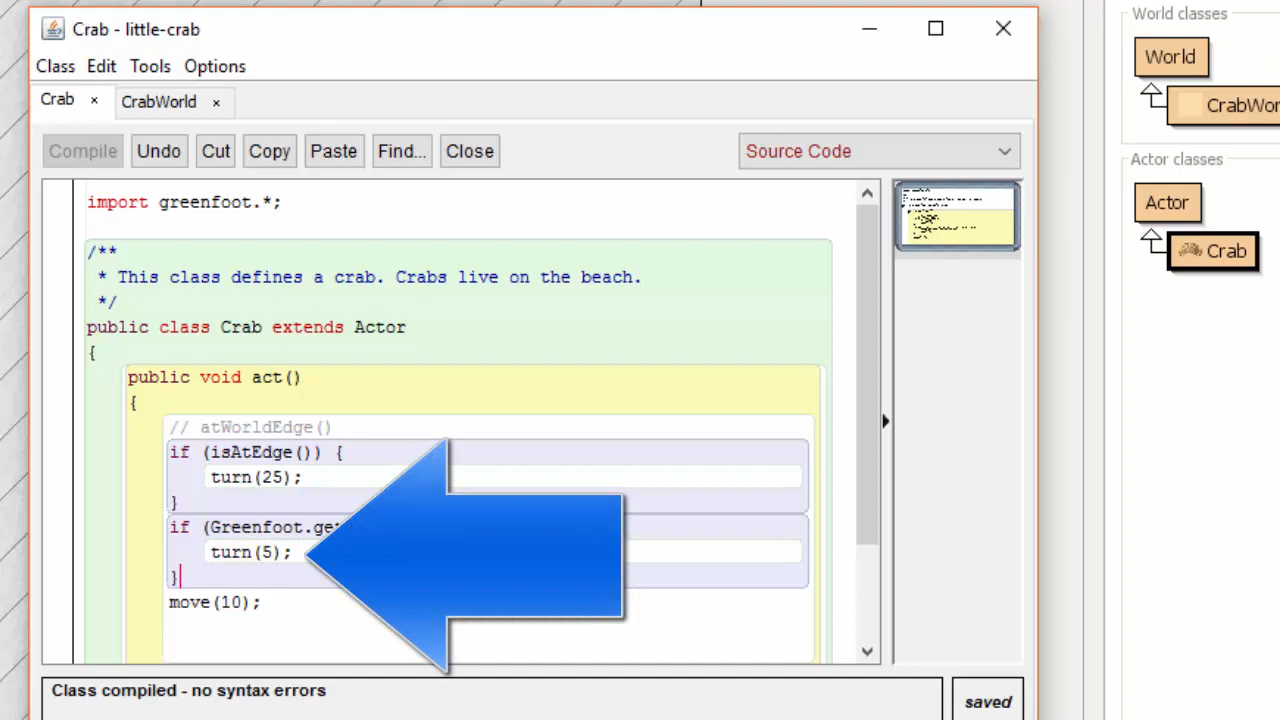 Crab - little-crab
Class Edit Tools Options
Crab × CrabWorld ×
Compile Undo Cut Copy Paste Find... Close Source Code
import greenfoot.*;
/**
* This class defines a crab. Crabs live on the beach.
*/
public class Crab extends Actor
{
public void act()
{
// atWorldEdge()
if (isAtEdge()) {
turn(25);
}
if (Greenfoot.ge
turn(5);
}
move(10);
Class compiled - no syntax errors
saved
World classes
World
CrabWor
Actor classes
Actor
Crab